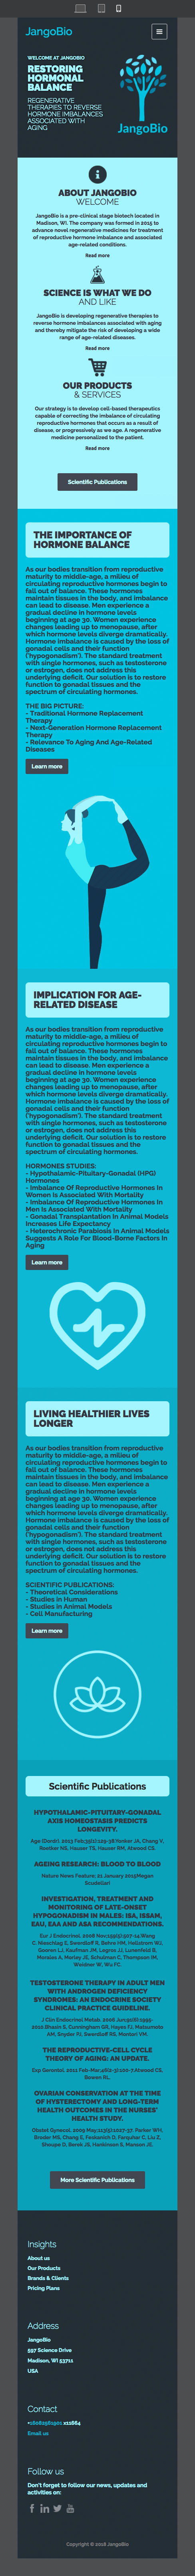 JangoBio
WELCOME AT JANGOBIO
RESTORING
HORMONAL
BALANCE
REGENERATIVE
THERAPIES TO REVERSE
HORMONE IMBALANCES
ASSOCIATED WITH
AGING
JangoBio
ABOUT JANGOBIO
WELCOME
JangoBio is a pre-clinical stage biotech located in
Madison, WI. The company was formed in 2015 to
advance novel regenerative medicines for treatment
of reproductive hormone imbalance and associated
age-related conditions.
Read more
SCIENCE IS WHAT WE DO
AND LIKE
JangoBio is developing regenerative therapies to
reverse hormones imbalances associated with aging
and thereby mitigate the risk of developing a wide
range of age-related diseases.
Read more
OUR PRODUCTS
& SERVICES
Our strategy is to develop cell-based therapeutics
capable of correcting the imbalance of circulating
reproductive hormones that occurs as a result of
disease, or progressively as we age. A regenerative
medicine personalized to the patient.
Read more
Scientific Publications
THE IMPORTANCE OF
HORMONE BALANCE
As our bodies transition from reproductive
maturity to middle-age, a milieu of
circulating reproductive hormones begin to
fall out of balance. These hormones
maintain tissues in the body, and imbalance
can lead to disease. Men experience a
gradual decline in hormone levels
beginning at age 30. Women experience
changes leading up to menopause, after
which hormone levels diverge dramatically.
Hormone imbalance is caused by the loss of
gonadal cells and their function
('hypogonadism'). The standard treatment
with single hormones, such as testosterone
or estrogen, does not address this
underlying deficit. Our solution is to restore
function to gonadal tissues and the
spectrum of circulating hormones.
THE BIG PICTURE:
- Traditional Hormone Replacement
Therapy
- Next-Generation Hormone Replacement
Therapy
- Relevance To Aging And Age-Related
Diseases
Learn more
IMPLICATION FOR AGE-
RELATED DISEASE
As our bodies transition from reproductive
maturity to middle-age, a milieu of
circulating reproductive hormones begin to
fall out of balance. These hormones
maintain tissues in the body, and imbalance
can lead to disease. Men experience a
gradual decline in hormone levels
beginning at age 30. Women experience
changes leading up to menopause, after
which hormone levels diverge dramatically.
Hormone imbalance is caused by the loss of
gonadal cells and their function
('hypogonadism'). The standard treatment
with single hormones, such as testosterone
or estrogen, does not address this
underlying deficit. Our solution is to restore
function to gonadal tissues and the
spectrum of circulating hormones.
HORMONES STUDIES:
- Hypothalamic-Pituitary-Gonadal (HPG)
Hormones
- Imbalance Of Reproductive Hormones In
Women Is Associated With Mortality
- Imbalance Of Reproductive Hormones In
Men Is Associated With Mortality
- Gonadal Transplantation In Animal Models
Increases Life Expectancy
- Heterochronic Parabiosis In Animal Models
Suggests A Role For Blood-Borne Factors In
Aging
Learn more
LIVING HEALTHIER LIVES
LONGER
As our bodies transition from reproductive
maturity to middle-age, a milieu of
circulating reproductive hormones begin to
fall out of balance. These hormones
maintain tissues in the body, and imbalance
can lead to disease. Men experience a
gradual decline in hormone levels
beginning at age 30. Women experience
changes leading up to menopause, after
which hormone levels diverge dramatically.
Hormone imbalance is caused by the loss of
gonadal cells and their function
('hypogonadism'). The standard treatment
with single hormones, such as testosterone
or estrogen, does not address this
underlying deficit. Our solution is to restore
function to gonadal tissues and the
spectrum of circulating hormones.
SCIENTIFIC PUBLICATIONS:
- Theoretical Considerations
- Studies in Human
- Studies in Animal Models
- Cell Manufacturing
Learn more
Scientific Publications
HYPOTHALAMIC-PITUITARY-GONADAL
AXIS HOMEOSTASIS PREDICTS
LONGEVITY.
Age (Dordr). 2013 Feb;35(1):129-38.Yonker JA, Chang V,
Roetker NS, Hauser TS, Hauser RM, Atwood CS.
AGEING RESEARCH: BLOOD TO BLOOD
Nature News Feature; 21 January 2015Megan
Scudellari
INVESTIGATION, TREATMENT AND
MONITORING OF LATE-ONSET
HYPOGONADISM IN MALES: ISA, ISSAM,
EAU, EAA AND ASA RECOMMENDATIONS.
Eur J Endocrinol. 2008 Nov;159(5):507-14.Wang
C, Nieschlag E, Swerdloff R, Behre HM, Hellstrom WJ,
Gooren LJ, Kaufman JM, Legros JJ, Lunenfeld B,
Morales A, Morley JE, Schulman C, Thompson IM,
Weidner W, Wu FC.
TESTOSTERONE THERAPY IN ADULT MEN
WITH ANDROGEN DEFICIENCY
SYNDROMES: AN ENDOCRINE SOCIETY
CLINICAL PRACTICE GUIDELINE.
J Clin Endocrinol Metab. 2006 Jun;91(6):1995-
2010.Bhasin S, Cunningham GR, Hayes FJ, Matsumoto
AM, Snyder PJ, Swerdloff RS, Montori VM.
THE REPRODUCTIVE-CELL CYCLE
THEORY OF AGING: AN UPDATE.
Exp Gerontol. 2011 Feb-Mar;46(2-3):100-7.Atwood CS,
Bowen RL.
OVARIAN CONSERVATION AT THE TIME
OF HYSTERECTOMY AND LONG-TERM
HEALTH OUTCOMES IN THE NURSES'
HEALTH STUDY.
Obstet Gynecol. 2009 May;113(5):1027-37. Parker WH,
Broder MS, Chang E, Feskanich D, Farquhar C, Liu Z,
Shoupe D, Berek JS, Hankinson S, Manson JE.
More Scientific Publications
Insights
About us
Our Products
Brands & Clients
Pricing Plans
Address
JangoBio
597 Science Drive
Madison, WI 53711
USA
Contact
+16082581901 x11664
Email us
Follow us
Don't forget to follow our news, updates and
activities on:
Copyright © 2016 JangoBio